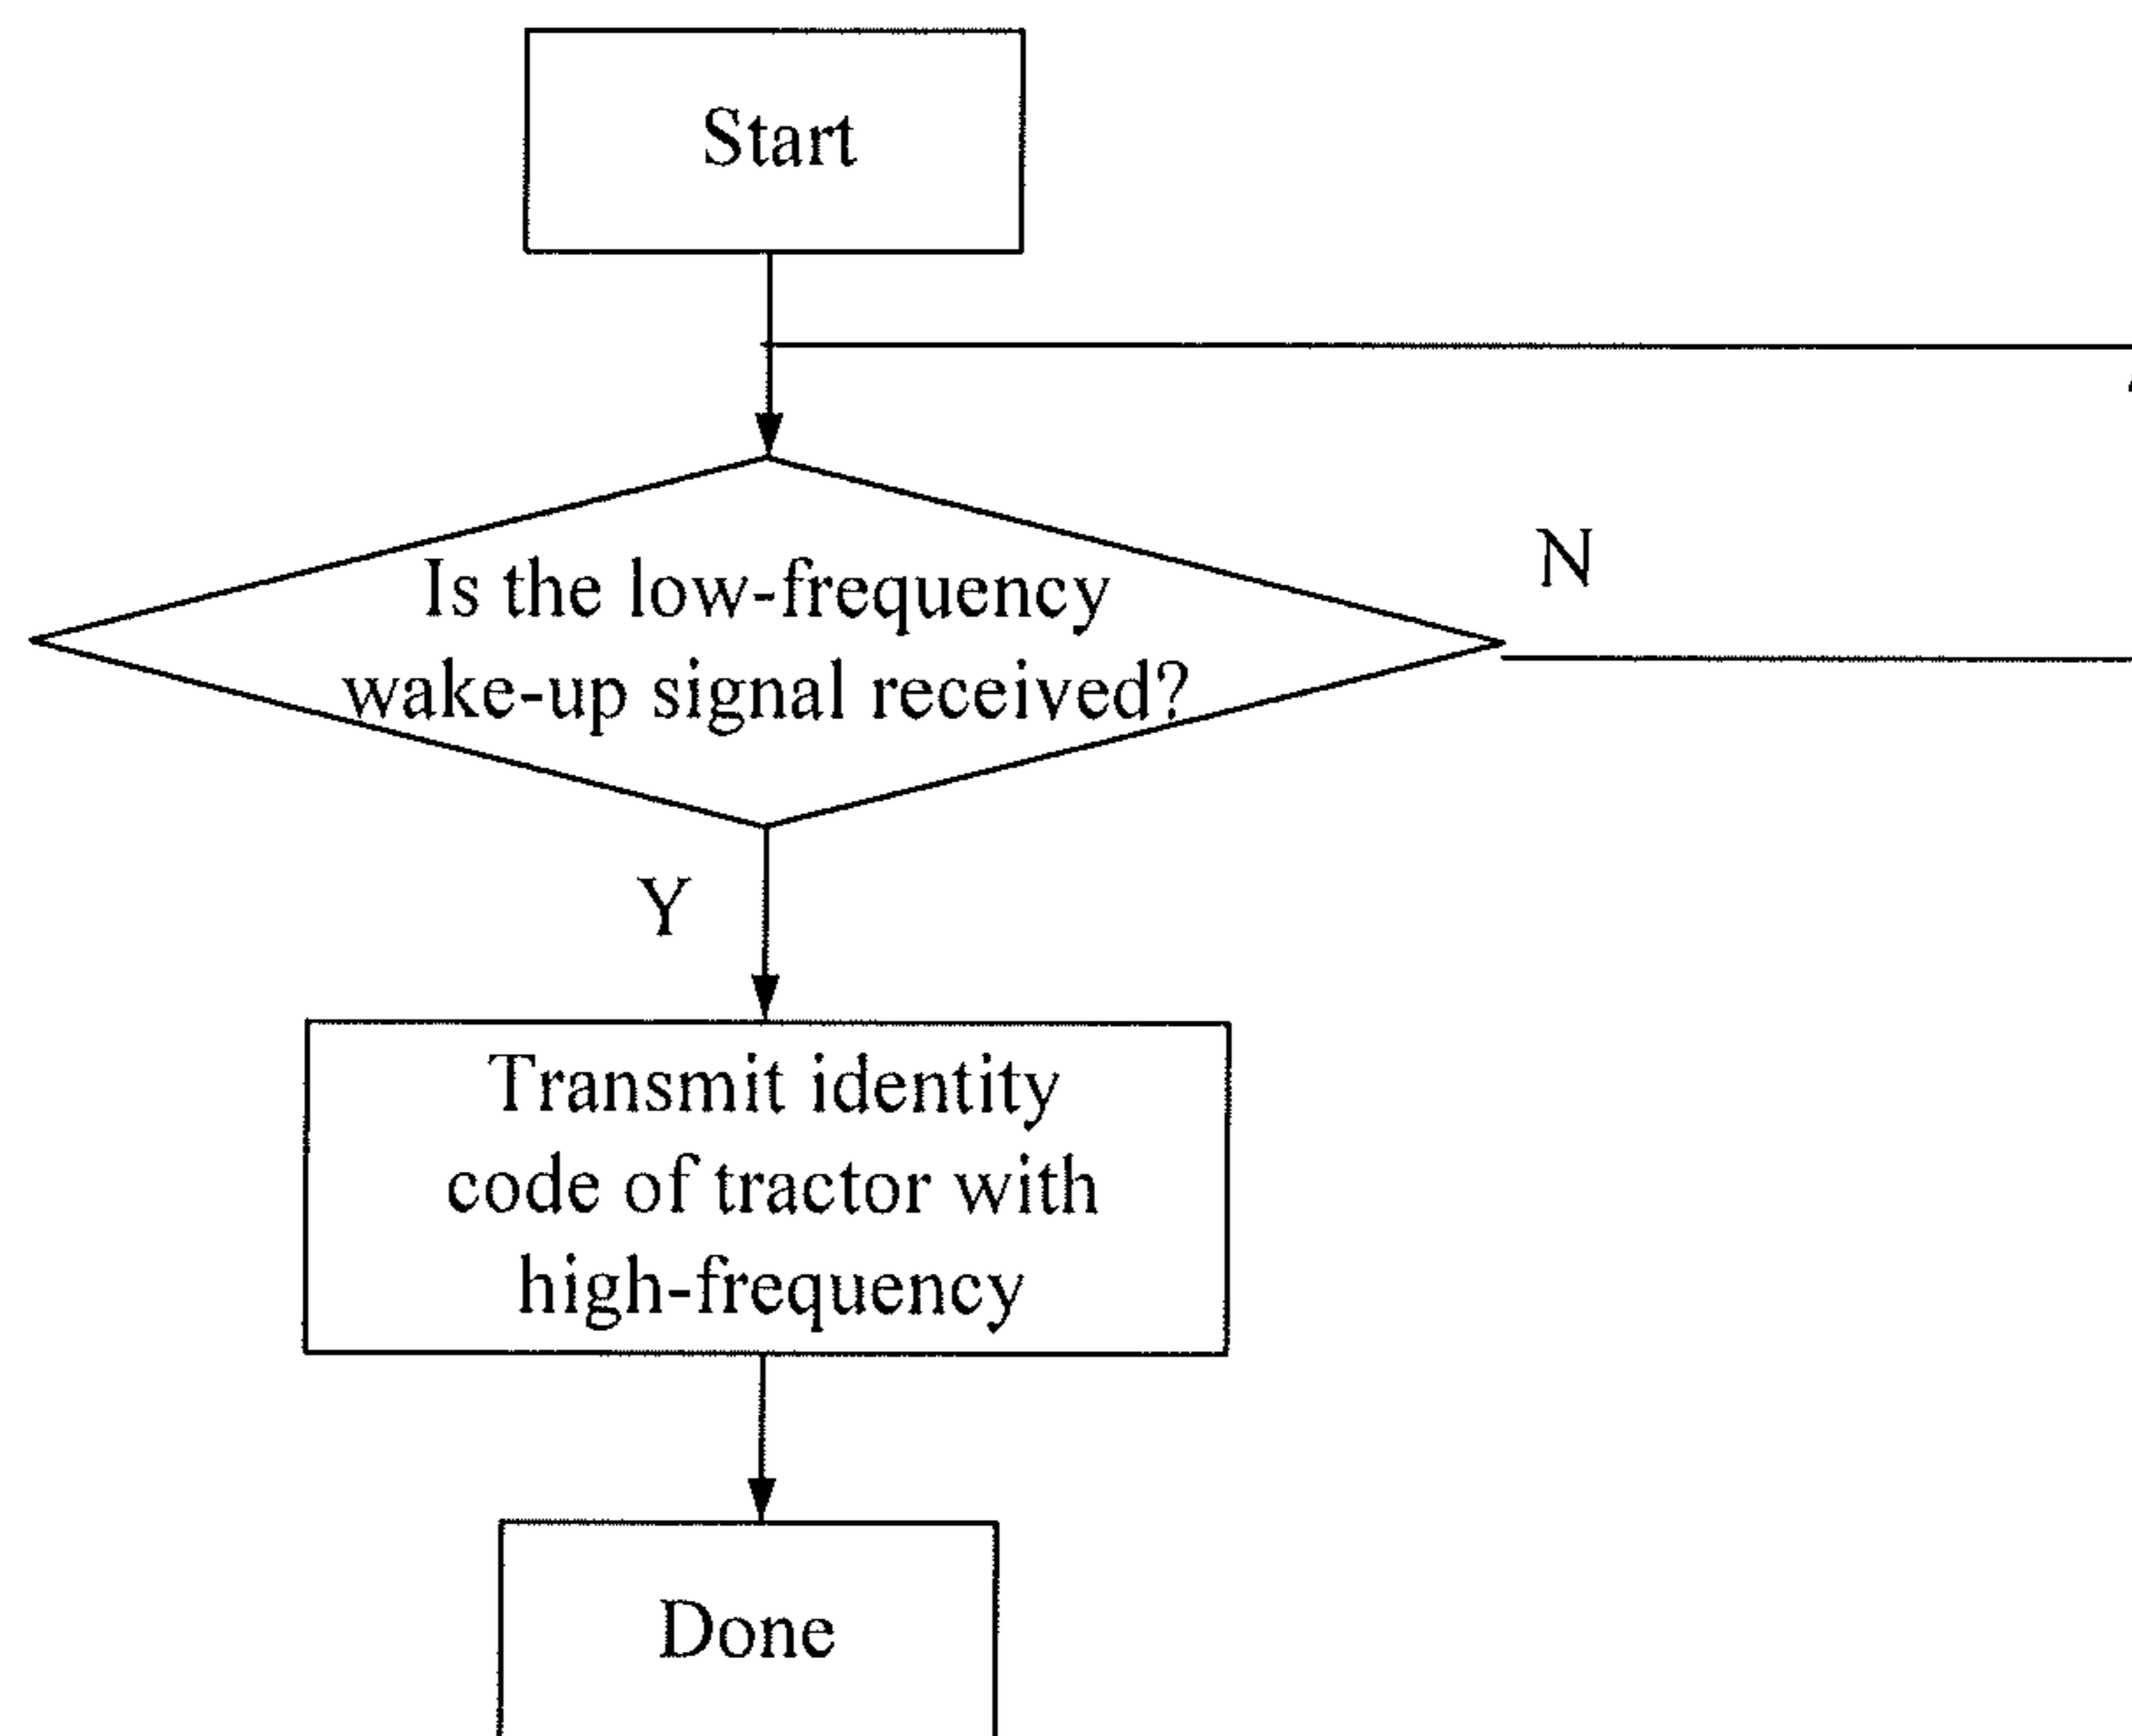 Start
Is the low-frequency
N
wake-up signal received?
Y
Transmit identity
code of tractor with
high-frequency
Done